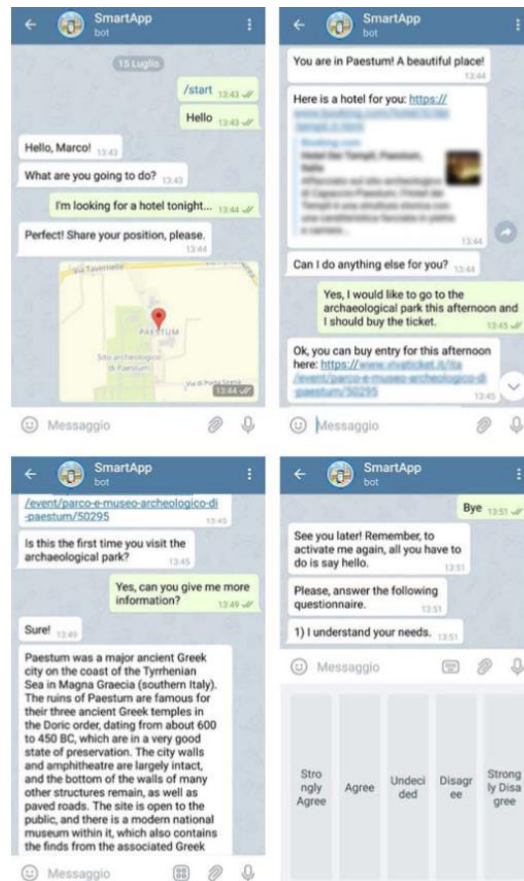 SmartApp
bot
15 Luglio
/start 13:43
Hello 13:43
Hello, Marco! 13:43
What are you going to do? 13:43
I'm looking for a hotel tonight... 13:44
Perfect! Share your position, please.
13:44
Via Tavernelle
PAESTUM
Sito archeologico
di Paestum
Via di Porta Sirena
13:44
Messaggio
SmartApp
bot
You are in Paestum! A beautiful place!
13:44
Here is a hotel for you: https://
Booking.com
13:44
Can I do anything else for you? 13:44
Yes, I would like to go to the
archaeological park this afternoon and
I should buy the ticket. 13:45
Ok, you can buy entry for this afternoon
here: https://www.vivaticket.it/ita
/event/parco-e-museo-archeologico-di
-paestum/50295 13:45
Messaggio
SmartApp
bot
/event/parco-e-museo-archeologico-di
-paestum/50295 13:45
Is this the first time you visit the
archaeological park? 13:45
Yes, can you give me more
information? 13:49
Sure! 13:49
Paestum was a major ancient Greek
city on the coast of the Tyrrhenian
Sea in Magna Graecia (southern Italy).
The ruins of Paestum are famous for
their three ancient Greek temples in
the Doric order, dating from about 600
to 450 BC, which are in a very good
state of preservation. The city walls
and amphitheatre are largely intact,
and the bottom of the walls of many
other structures remain, as well as
paved roads. The site is open to the
public, and there is a modern national
museum within it, which also contains
the finds from the associated Greek
Messaggio
SmartApp
bot
Bye 13:51
See you later! Remember, to
activate me again, all you have to
do is say hello. 13:51
Please, answer the following
questionnaire. 13:51
1) I understand your needs. 13:51
Messaggio
Stro
ngly
Agree
Agree
Undeci
ded
Disagr
ee
Strong
ly Disa
gree